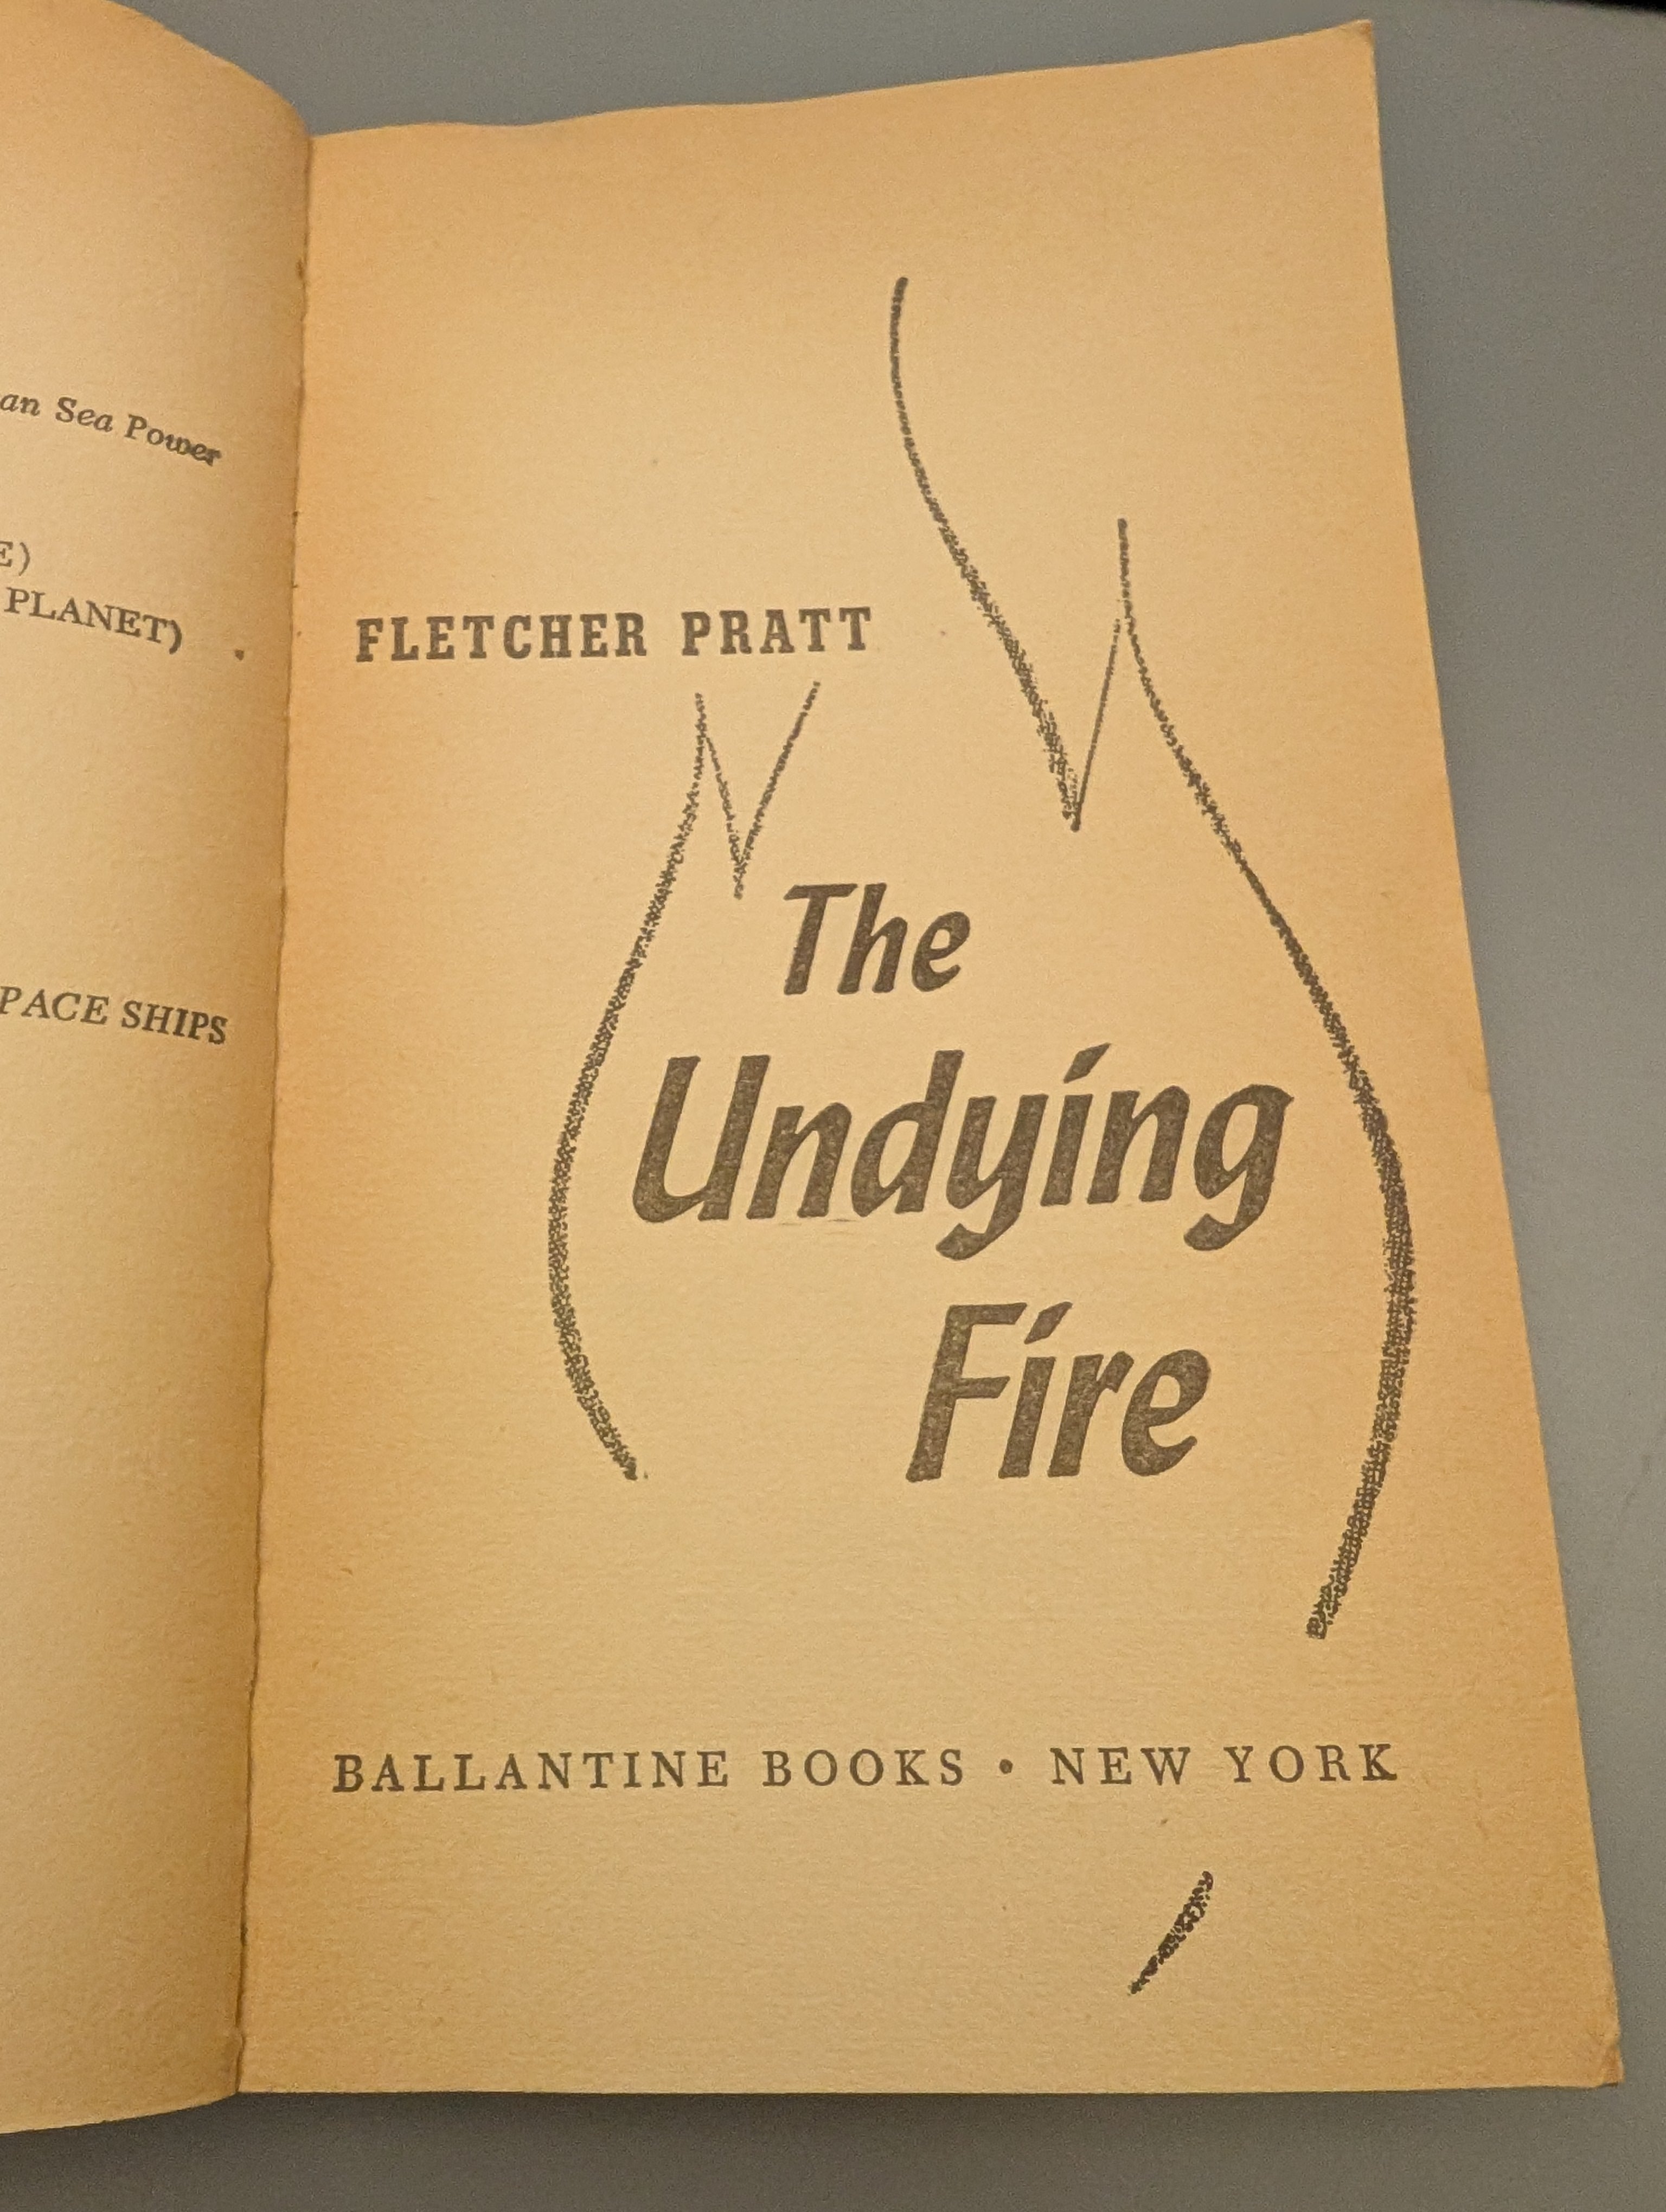 an Sea Power
E)
PLANET)
PACE SHIPS
FLETCHER PRATT
The
Undying
Fire
BALLANTINE BOOKS • NEW YORK